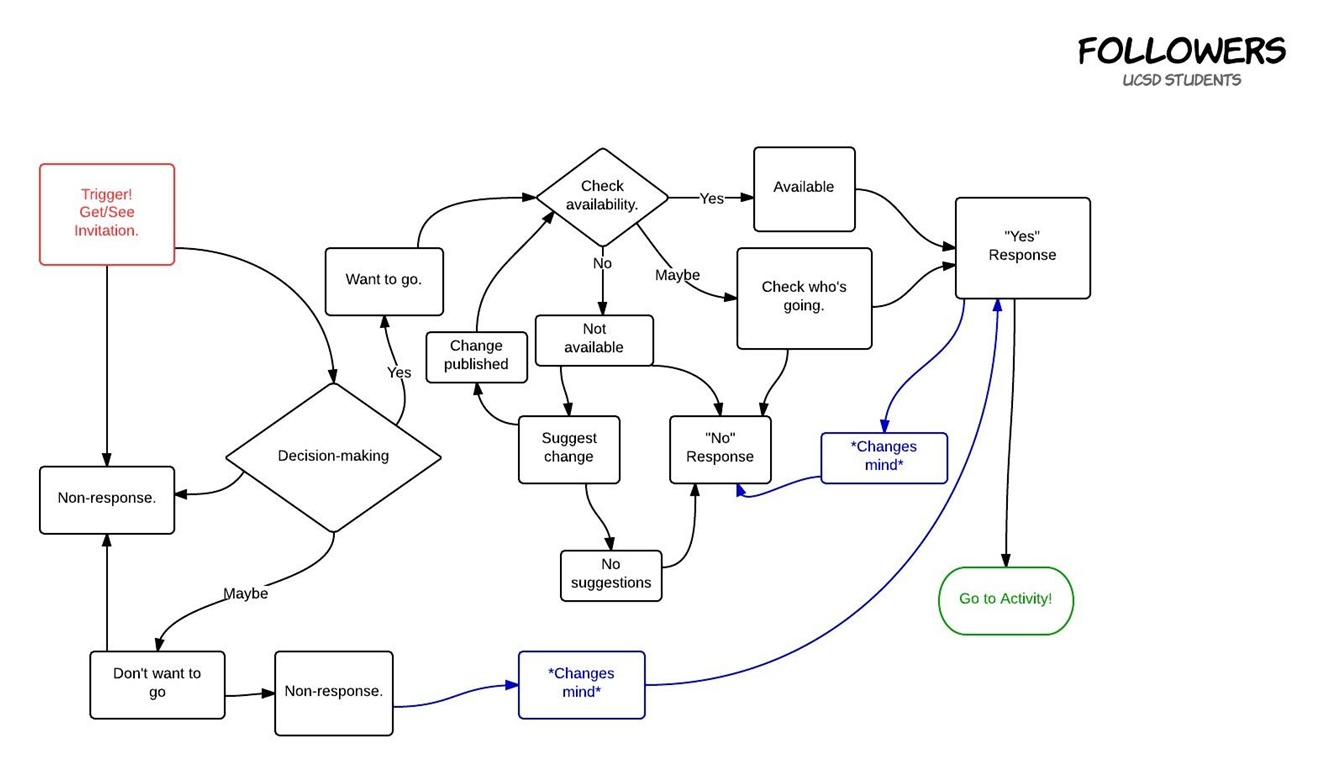 FOLLOWERS
UCSD STUDENTS
Trigger!
Get/See
Invitation.
Check
availability.
Yes
Available
"Yes"
Response
Want to go.
No
Maybe
Check who's
going.
Change
published
Not
available
Yes
Decision-making
Suggest
change
"No"
Response
*Changes
mind*
Non-response.
No
suggestions
Maybe
Go to Activity!
Don't want to
go
Non-response.
*Changes
mind*